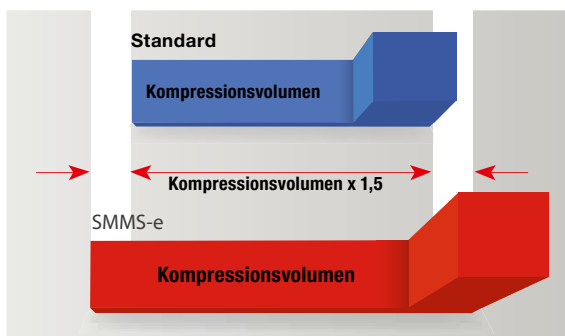 Standard
Kompressionsvolumen
Kompressionsvolumen x 1,5
SMMS-e
Kompressionsvolumen